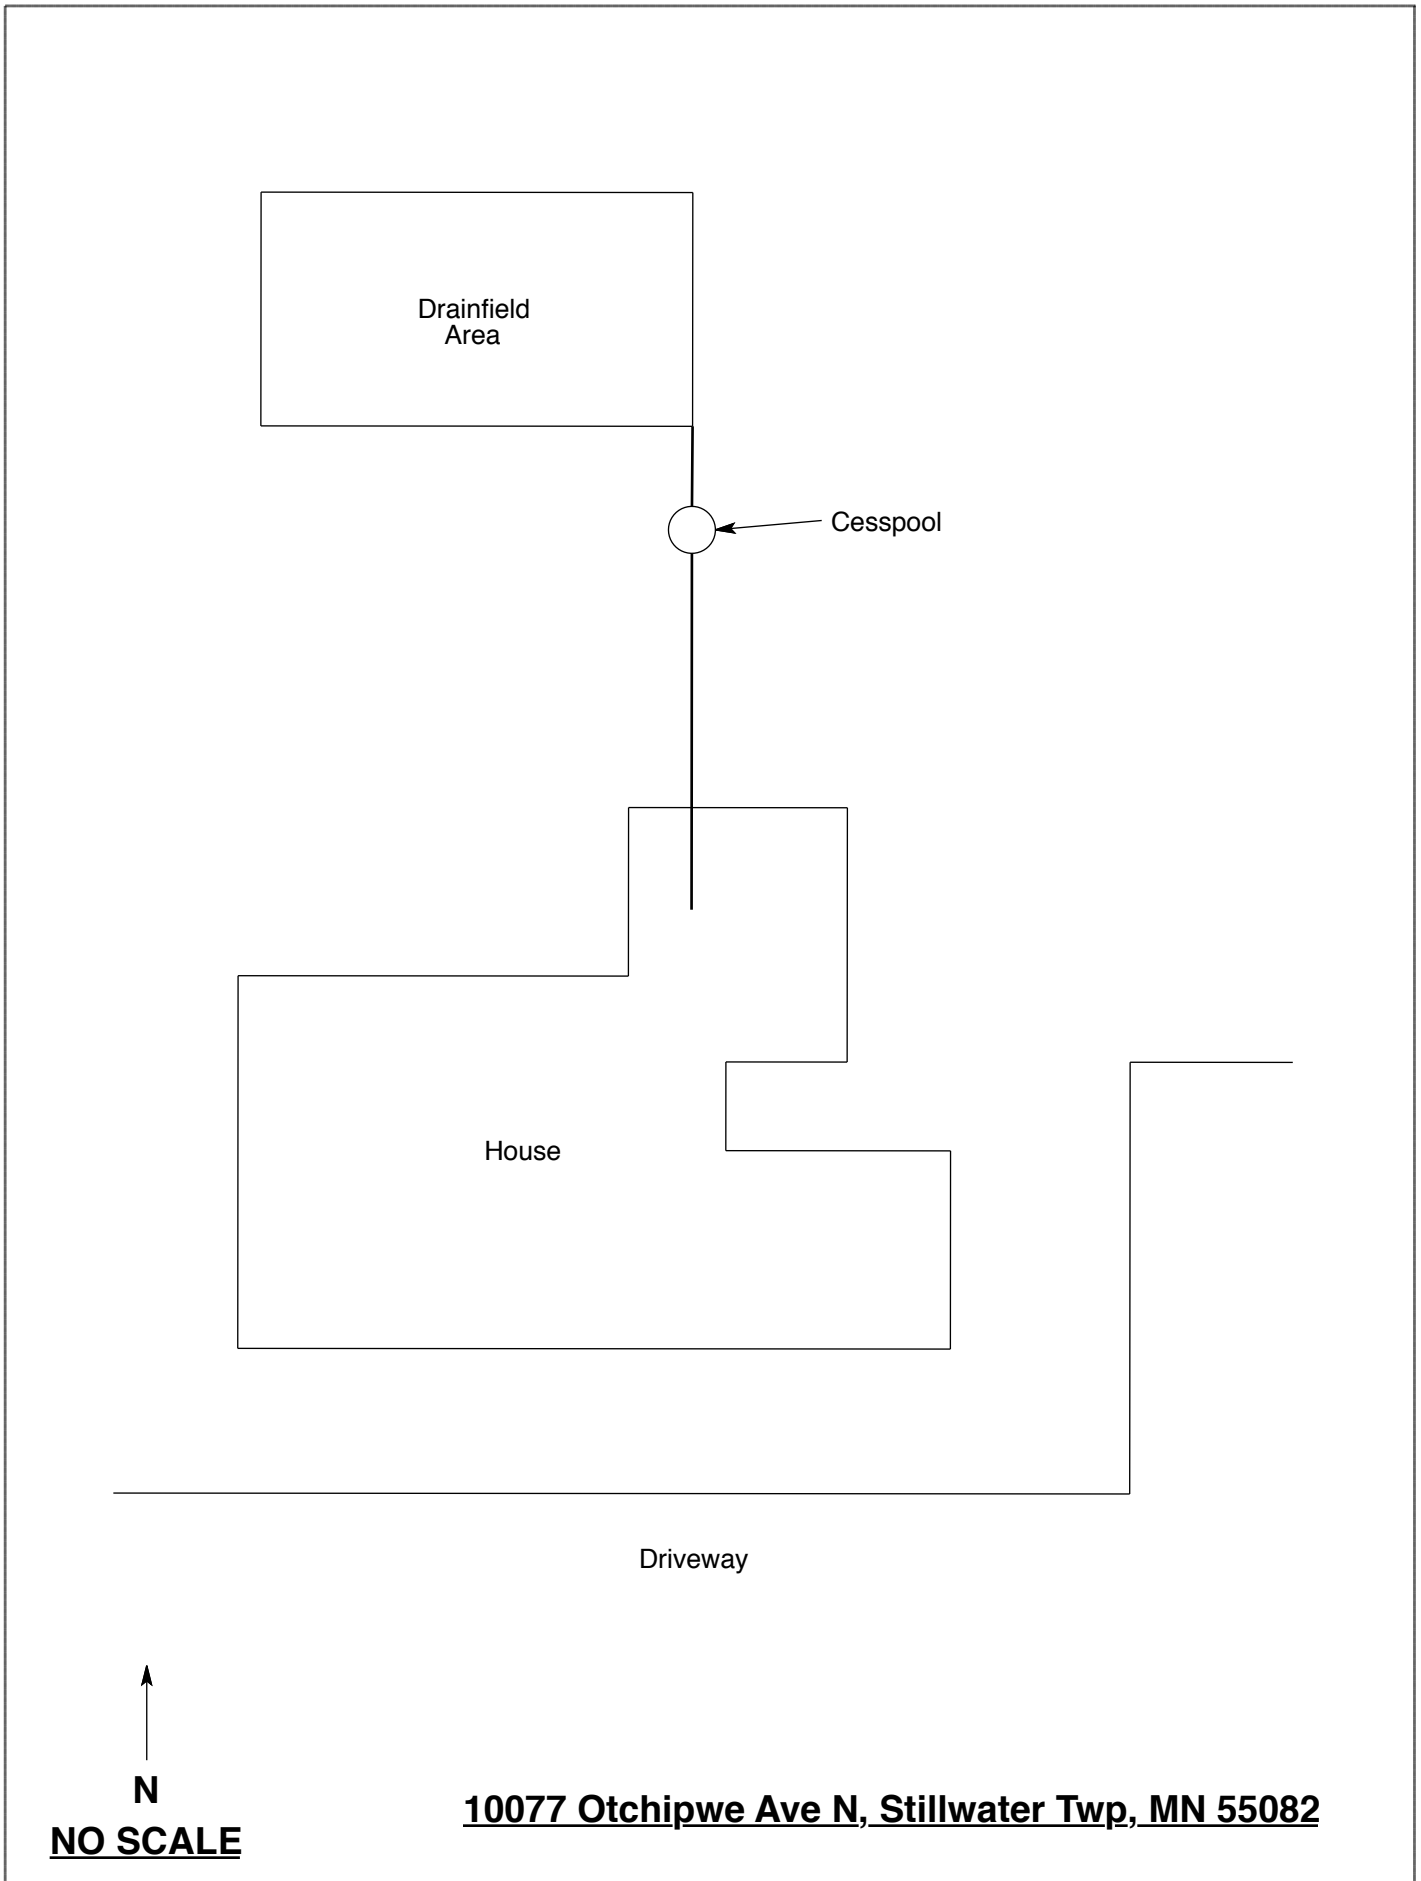 Drainfield
Area
Cesspool
House
Driveway
N
NO SCALE
10077 Otchipwe Ave N, Stillwater Twp, MN 55082